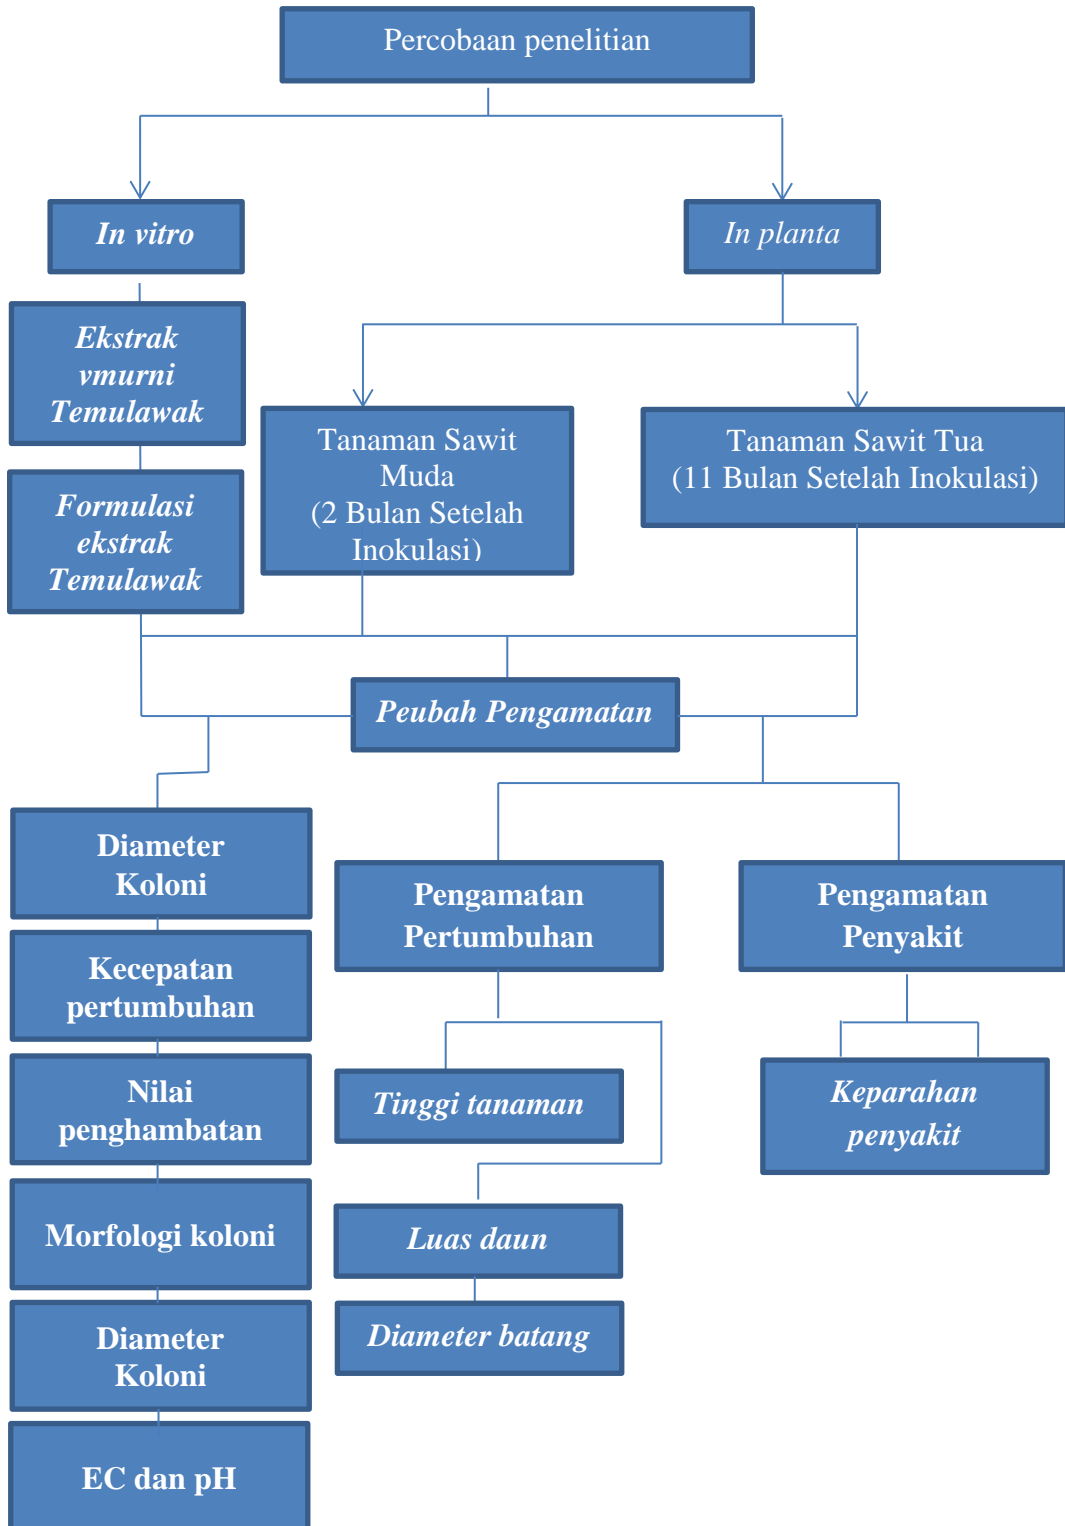 Percobaan penelitian
In vitro
In planta
Ekstrak
vmurni
Temulawak
Formulasi
ekstrak
Temulawak
Tanaman Sawit
Muda
(2 Bulan Setelah
Inokulasi)
Tanaman Sawit Tua
(11 Bulan Setelah Inokulasi)
Peubah Pengamatan
Diameter
Koloni
Kecepatan
pertumbuhan
Nilai
penghambatan
Morfologi koloni
Diameter
Koloni
EC dan pH
Pengamatan
Pertumbuhan
Tinggi tanaman
Luas daun
Diameter batang
Pengamatan
Penyakit
Keparahan
penyakit